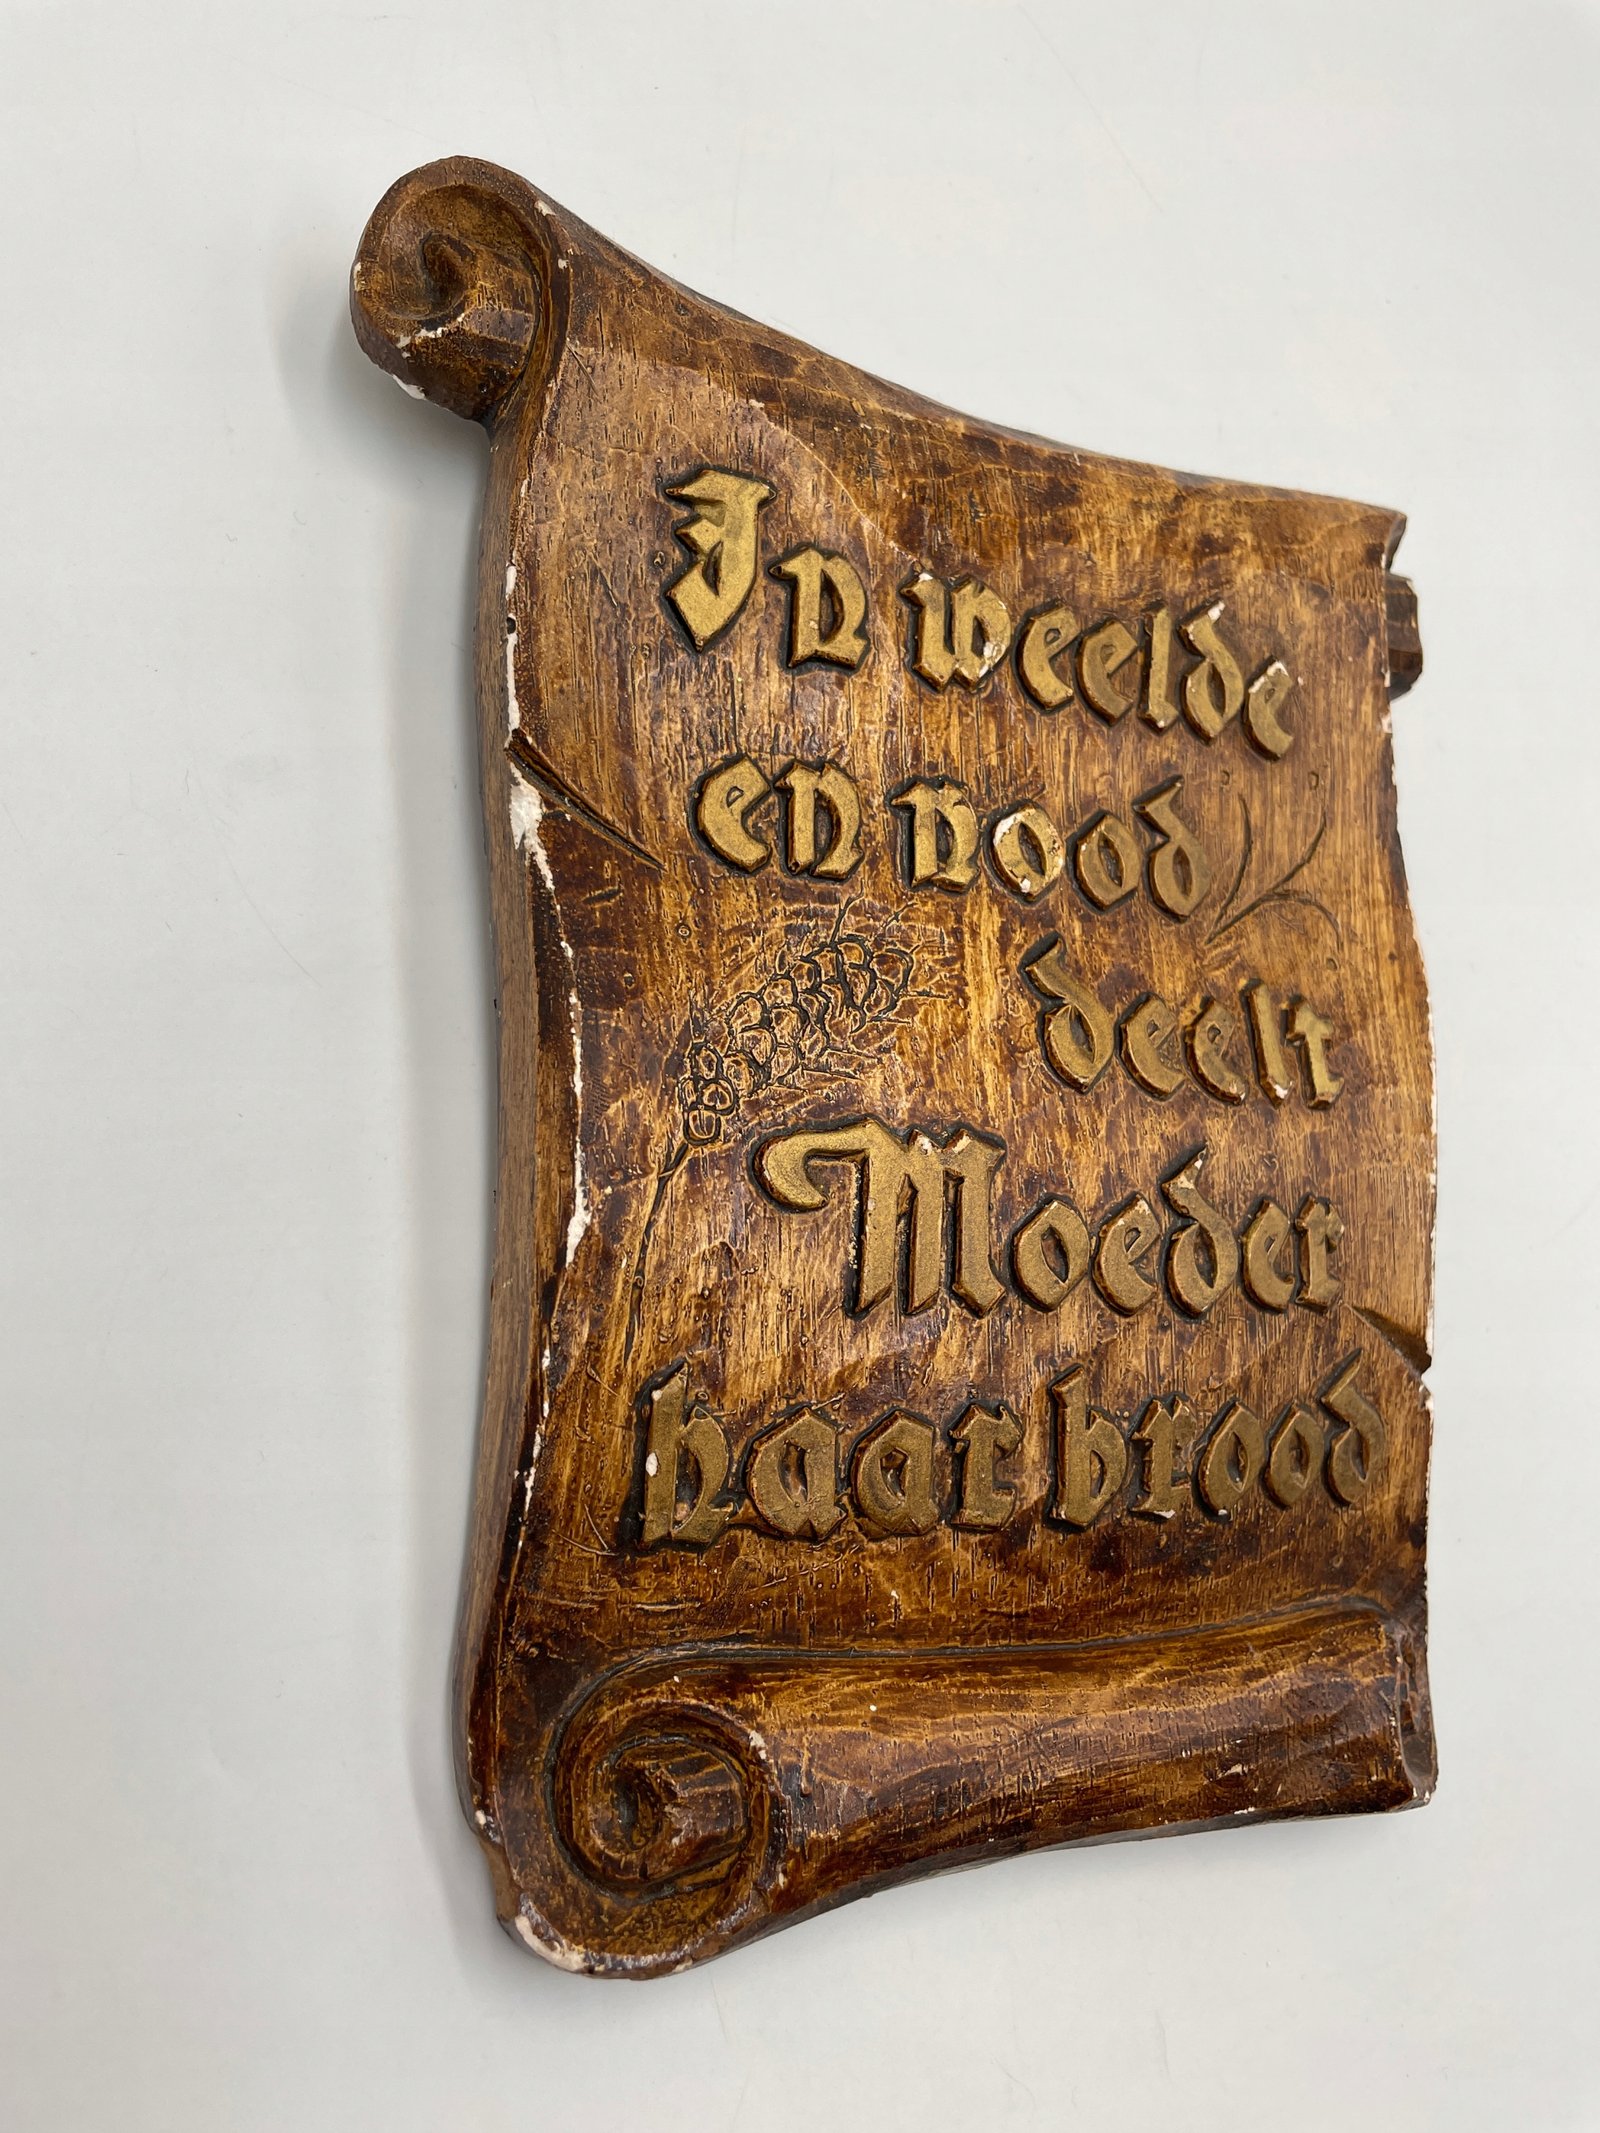 In weelde
en nood
deelt
Moeder
haar brood